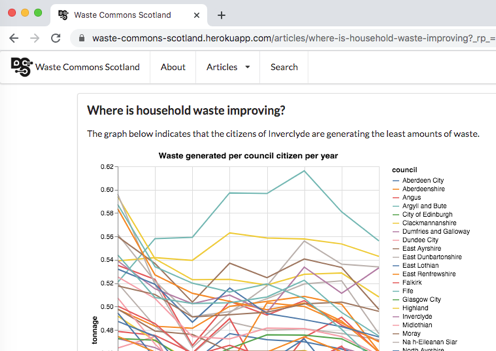 Waste Commons Scotland
waste-commons-scotland.herokuapp.com/articles/where-is-household-waste-improving?_rp_=
DCS Waste Commons Scotland About Articles Search
Where is household waste improving?
The graph below indicates that the citizens of Inverclyde are generating the least amounts of waste.
Waste generated per council citizen per year
0.62
0.60
0.58
0.56
0.54
0.52
0.50
0.48
tonnage
council
Aberdeen City
Aberdeenshire
Angus
Argyll and Bute
City of Edinburgh
Clackmannanshire
Dumfries and Galloway
Dundee City
East Ayrshire
East Dunbartonshire
East Lothian
East Renfrewshire
Falkirk
Fife
Glasgow City
Highland
Inverclyde
Midlothian
Moray
Na h-Eileanan Siar
North Ayrshire